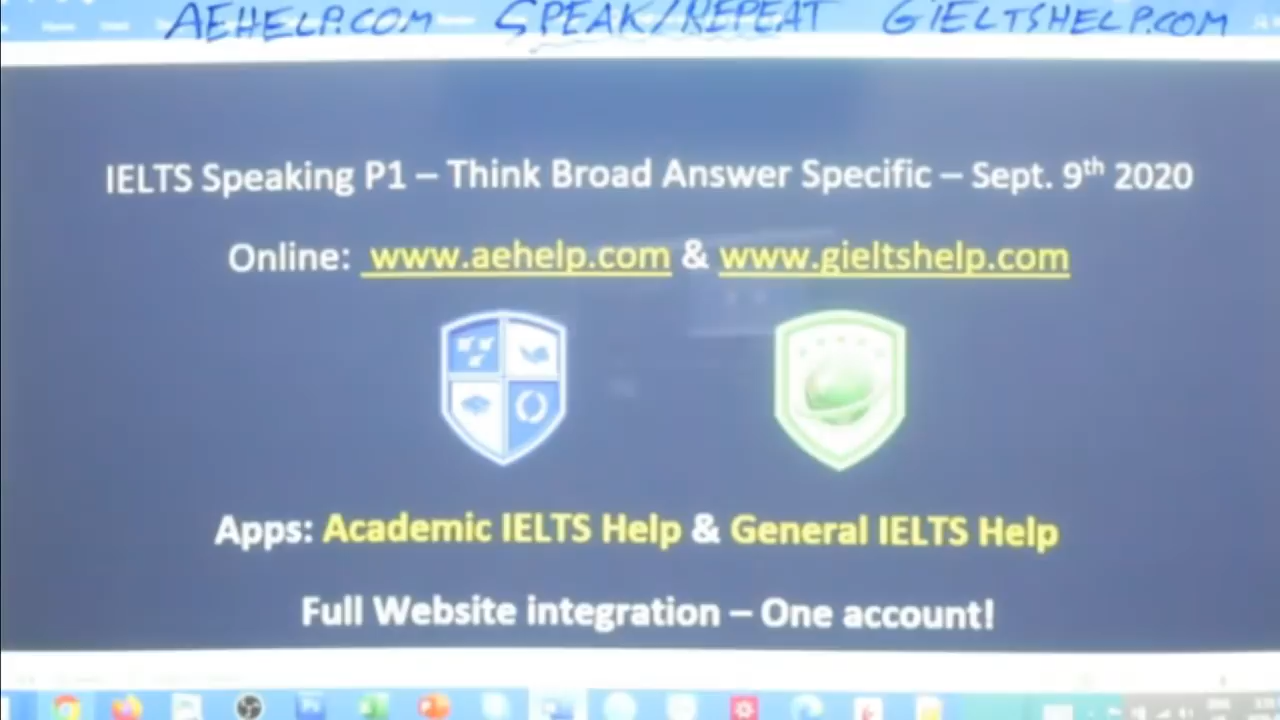 AEHELP.COM SPEAK/REPEAT GIELTSHELP.COM
IELTS Speaking P1 – Think Broad Answer Specific – Sept. 9th 2020
Online: www.aehelp.com & www.gieltshelp.com
Apps: Academic IELTS Help & General IELTS Help
Full Website integration – One account!